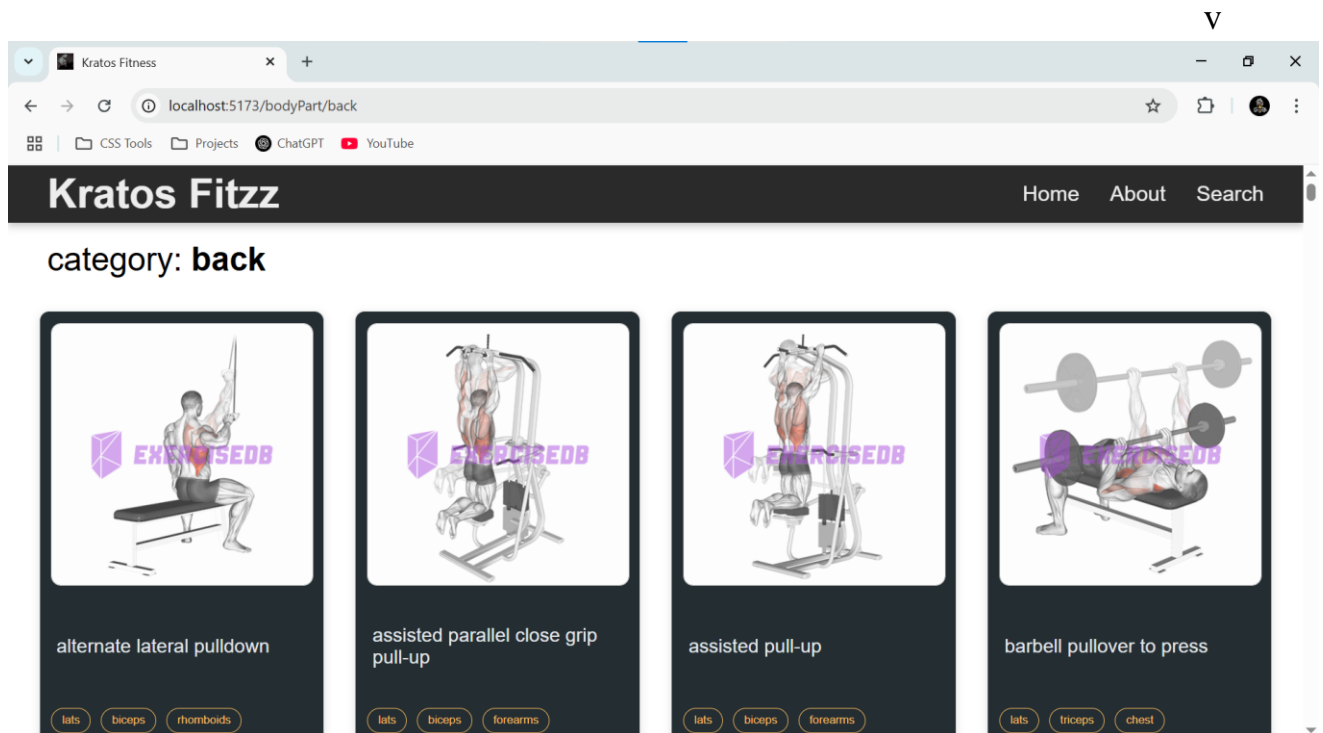 v
Kratos Fitness
localhost:5173/bodyPart/back
CSS Tools Projects ChatGPT YouTube
Kratos Fitzz Home About Search
category: back
EXERCISEDB EXERCISEDB EXERCISEDB EXERCISEDB
alternate lateral pulldown
assisted parallel close grip
pull-up
assisted pull-up
barbell pullover to press
lats biceps rhomboids
lats biceps forearms
lats biceps forearms
lats triceps chest